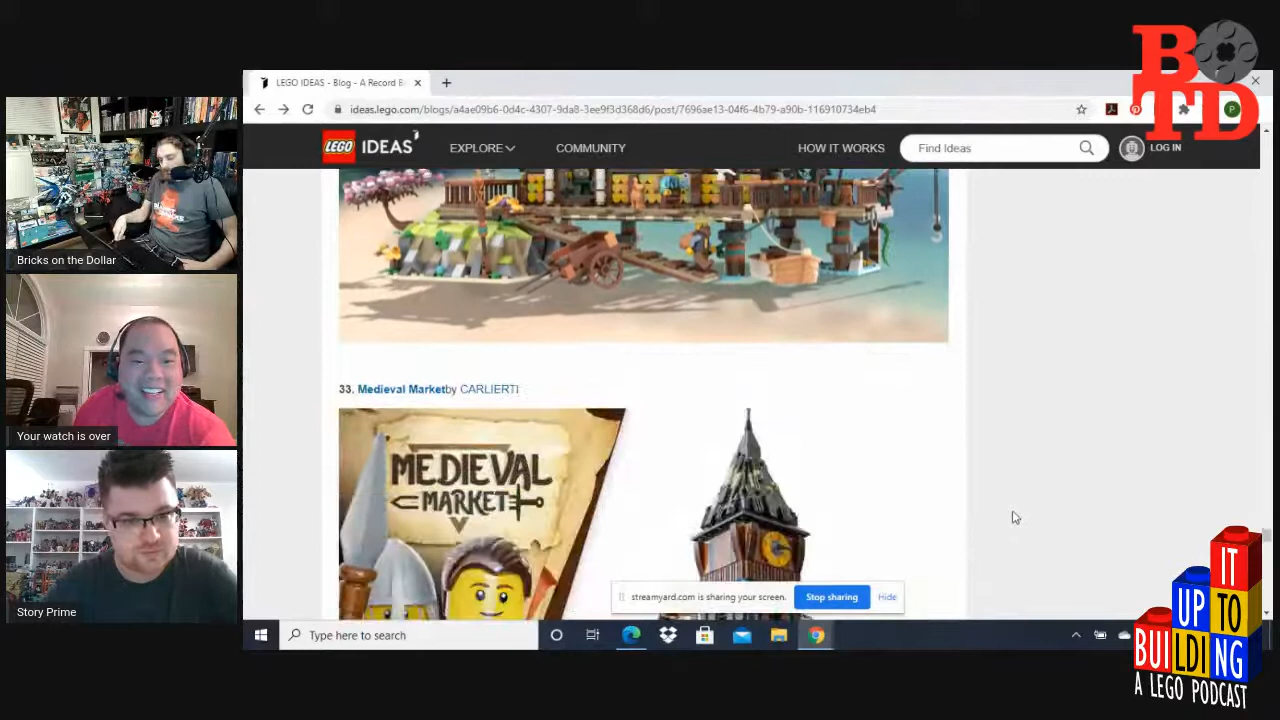 LEGO IDEAS - Blog - A Record B
ideas.lego.com/blogs/a4ae09b6-0d4c-4307-9da8-3ee9f3d368d6/post/7696ae13-04f6-4b79-a90b-116910734eb4
P
BOTD
LEGO IDEAS EXPLORE COMMUNITY HOW IT WORKS Find Ideas LOG IN
Bricks on the Dollar
Your watch is over
Story Prime
33. Medieval Marketby CARLIERTI
MEDIEVAL
MARKET
streamyard.com is sharing your screen. Stop sharing Hide
Type here to search
IT
UP TO
BUILDING
A LEGO PODCAST